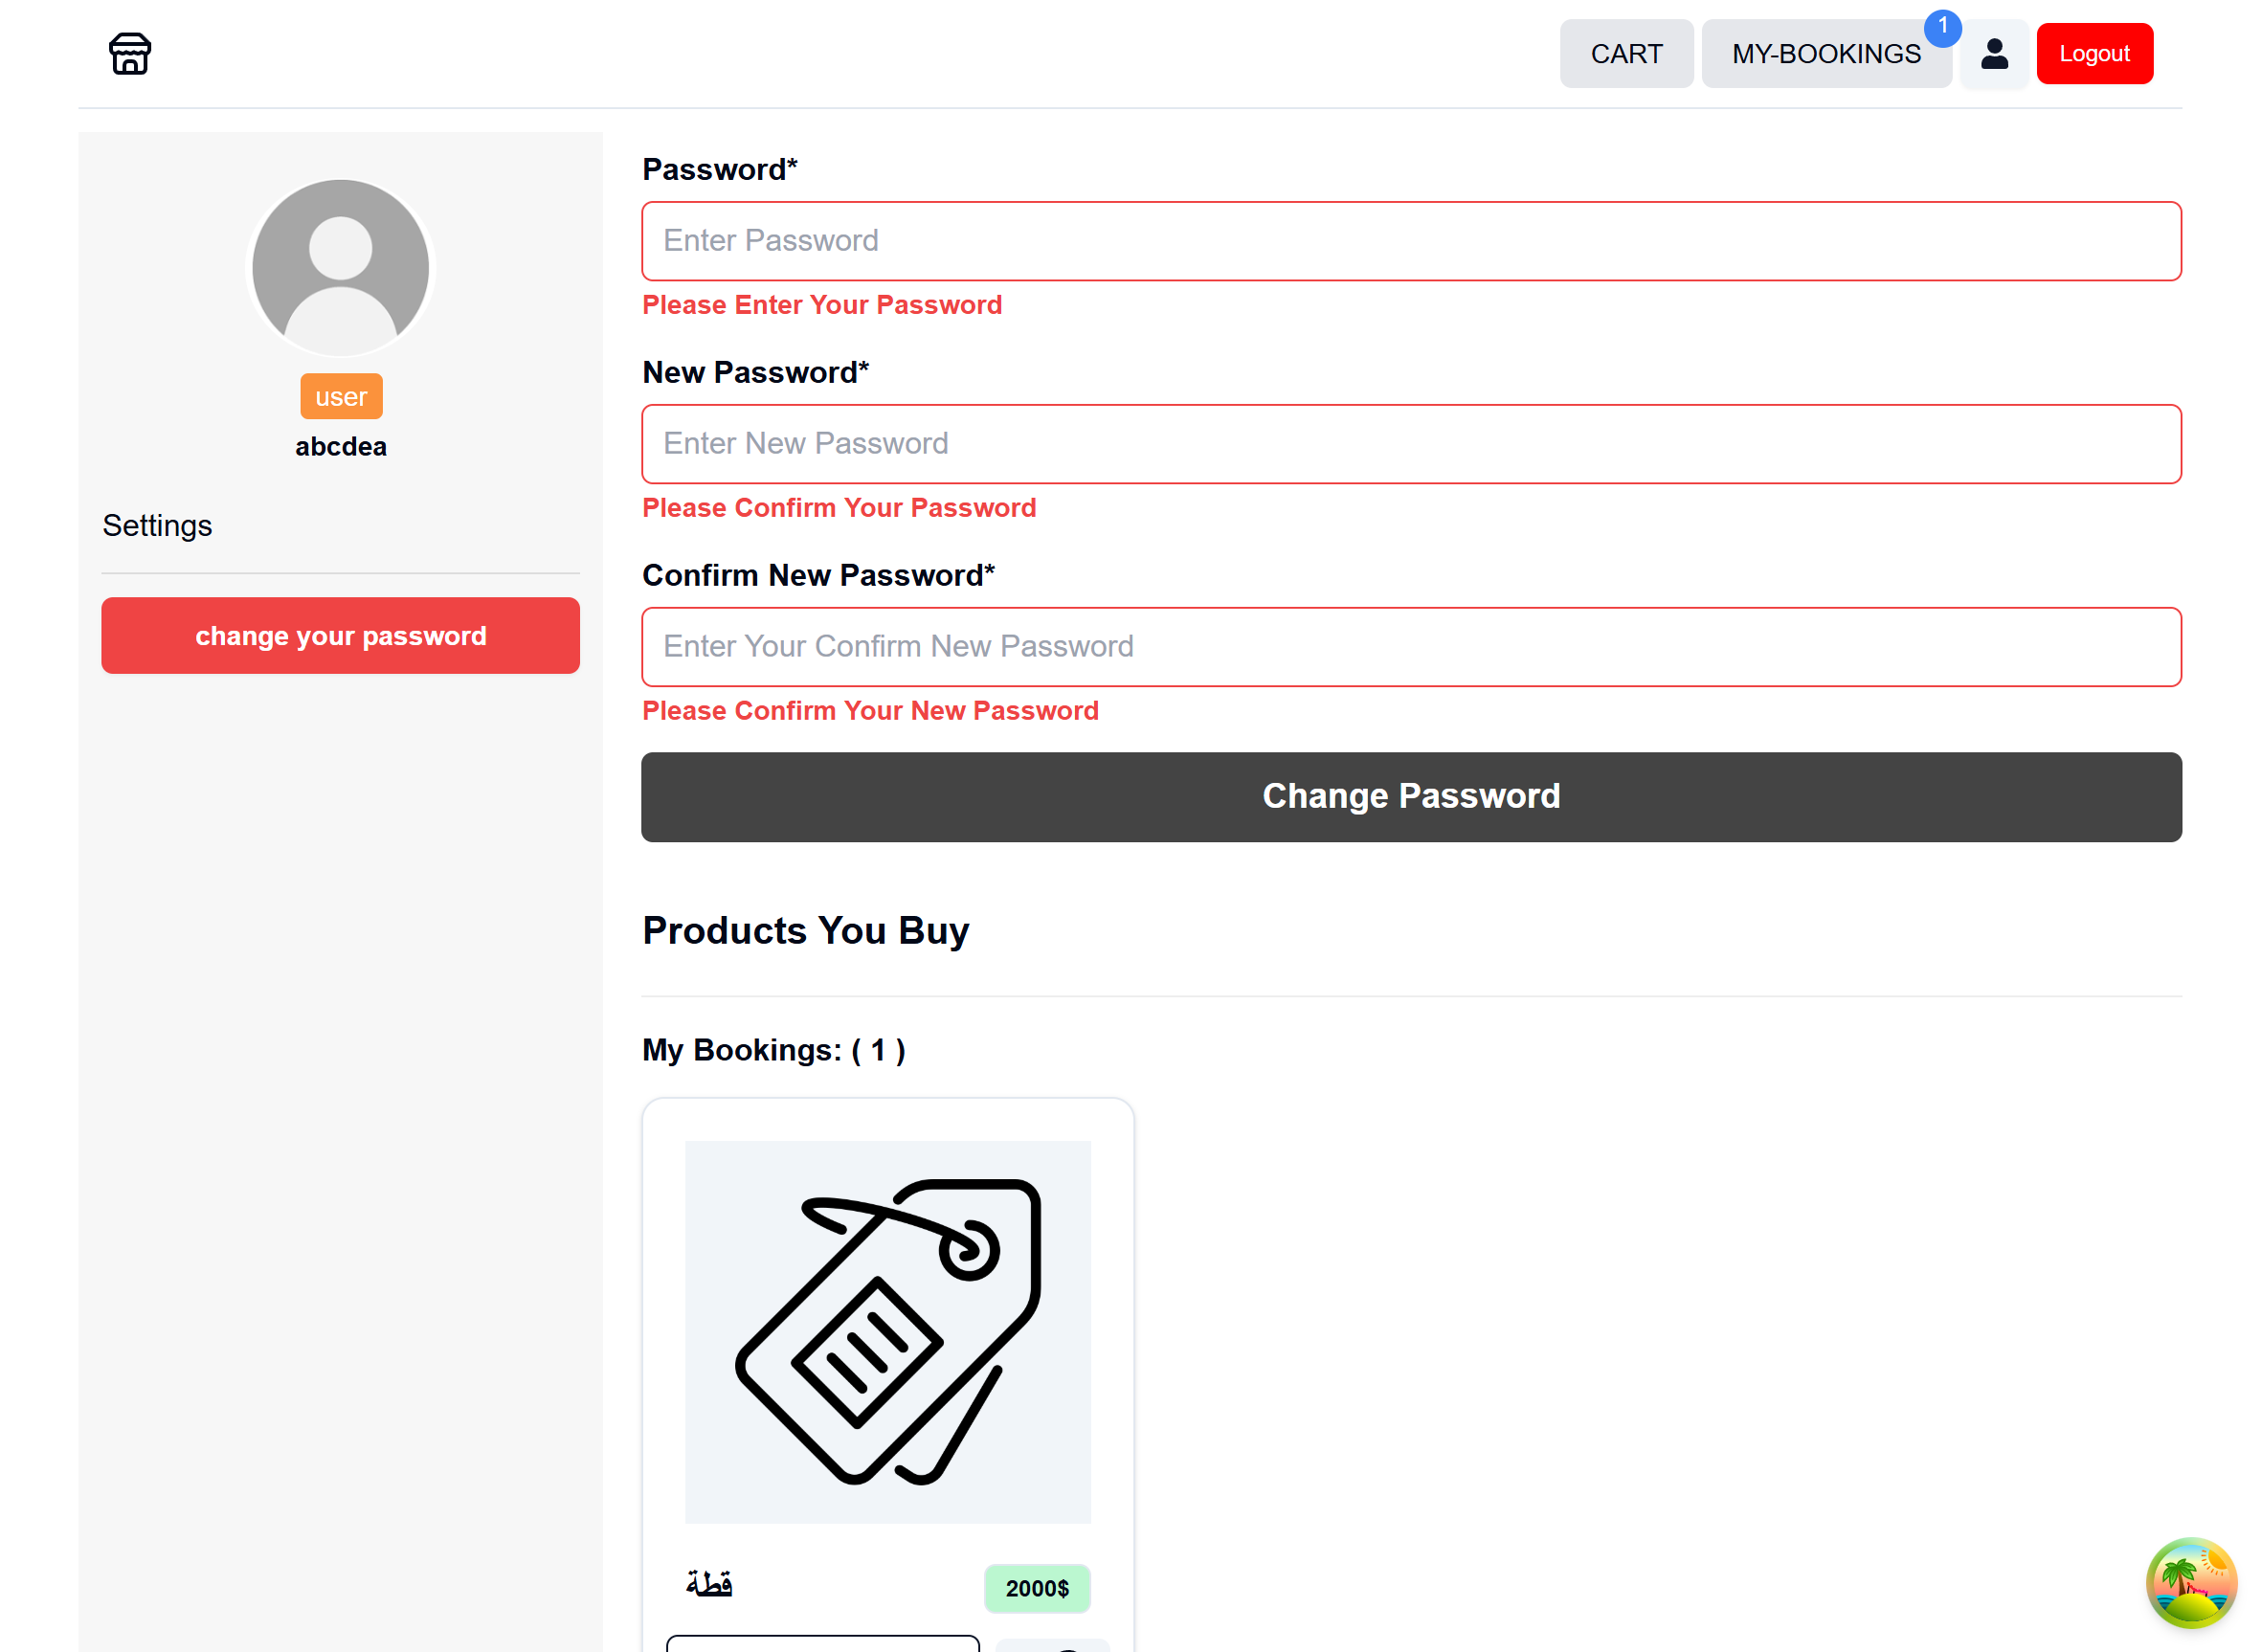 CART
MY-BOOKINGS
1
Logout
user
abcdea
Settings
change your password
Password*
Enter Password
Please Enter Your Password
New Password*
Enter New Password
Please Confirm Your Password
Confirm New Password*
Enter Your Confirm New Password
Please Confirm Your New Password
Change Password
Products You Buy
My Bookings: ( 1 )
قطة
2000$